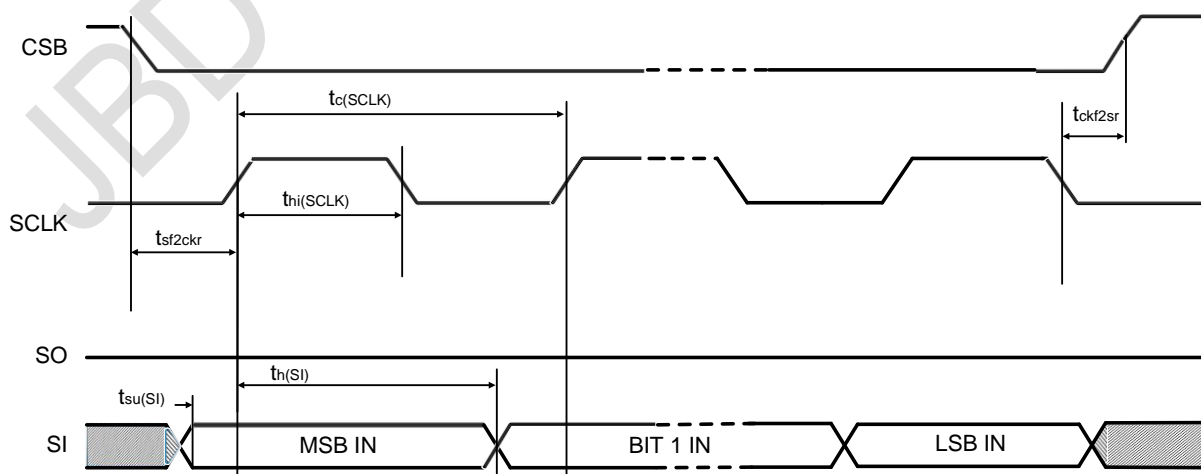 CSB
JBD
tc(SCLK)
tckf2sr
thi(SCLK)
SCLK
tsf2ckr
SO
th(SI)
tsu(SI)
SI
MSB IN
BIT 1 IN
LSB IN